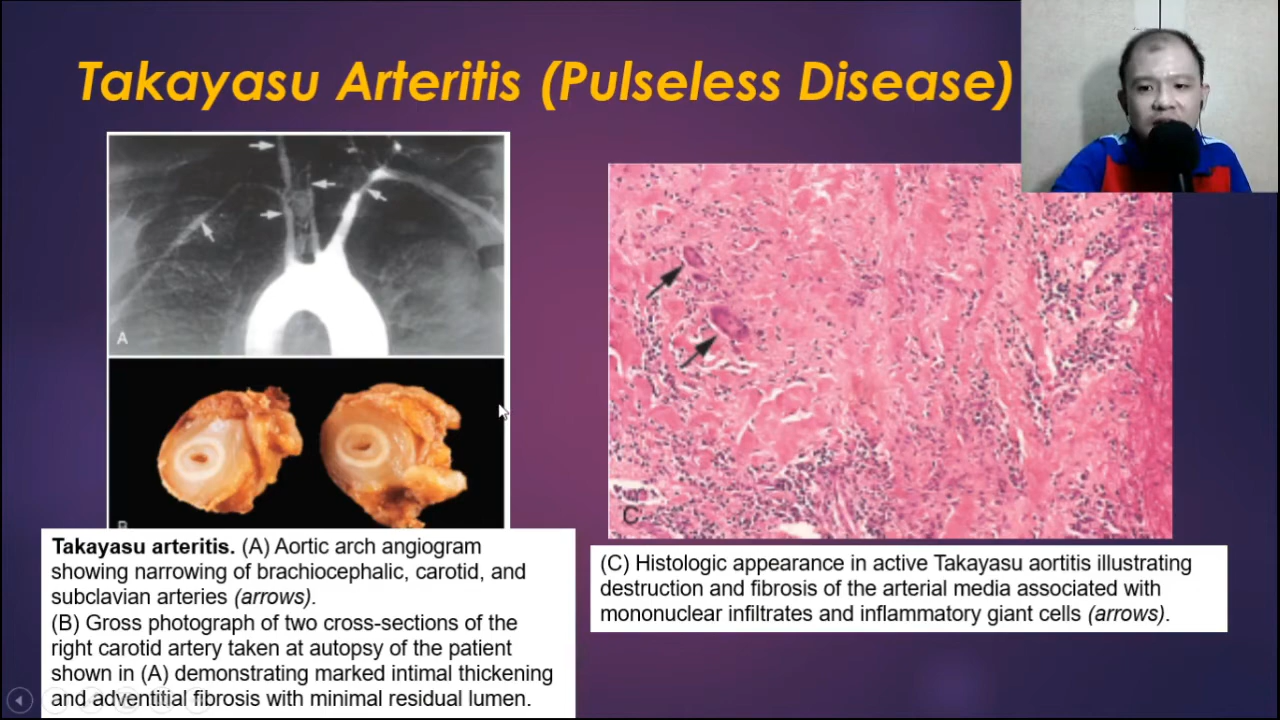 Takayasu Arteritis (Pulseless Disease)
A
B
Takayasu arteritis. (A) Aortic arch angiogram
showing narrowing of brachiocephalic, carotid, and
subclavian arteries (arrows).
(B) Gross photograph of two cross-sections of the
right carotid artery taken at autopsy of the patient
shown in (A) demonstrating marked intimal thickening
and adventitial fibrosis with minimal residual lumen.
C
(C) Histologic appearance in active Takayasu aortitis illustrating
destruction and fibrosis of the arterial media associated with
mononuclear infiltrates and inflammatory giant cells (arrows).